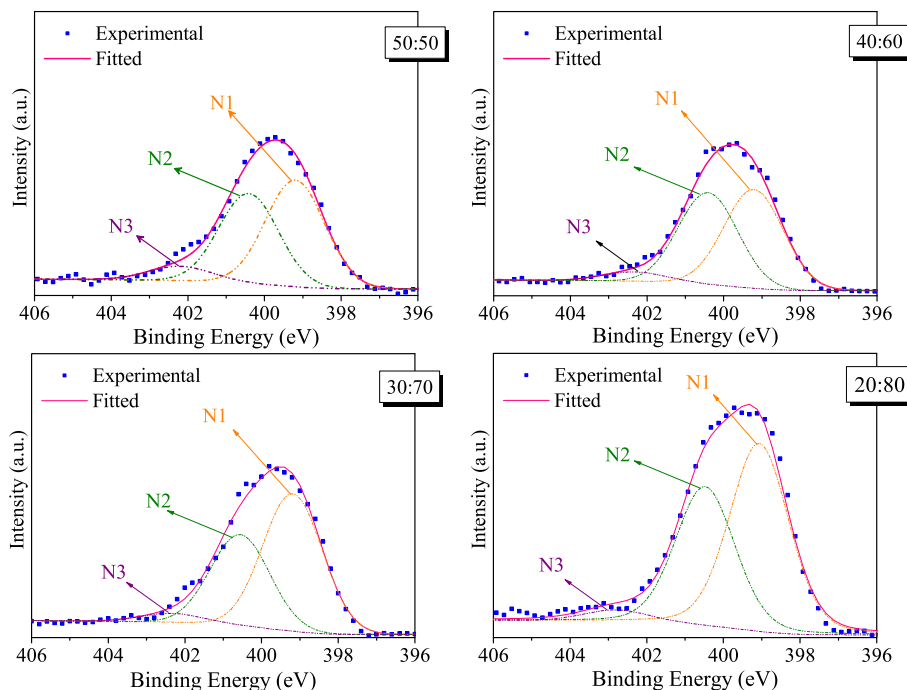 Experimental
Fitted
50:50
N1
N2
N3
Intensity (a.u.)
406 404 402 400 398 396
Binding Energy (eV)
Experimental
Fitted
40:60
N1
N2
N3
Intensity (a.u.)
406 404 402 400 398 396
Binding Energy (eV)
Experimental
Fitted
30:70
N1
N2
N3
Intensity (a.u.)
406 404 402 400 398 396
Binding Energy (eV)
Experimental
Fitted
20:80
N1
N2
N3
Intensity (a.u.)
406 404 402 400 398 396
Binding Energy (eV)